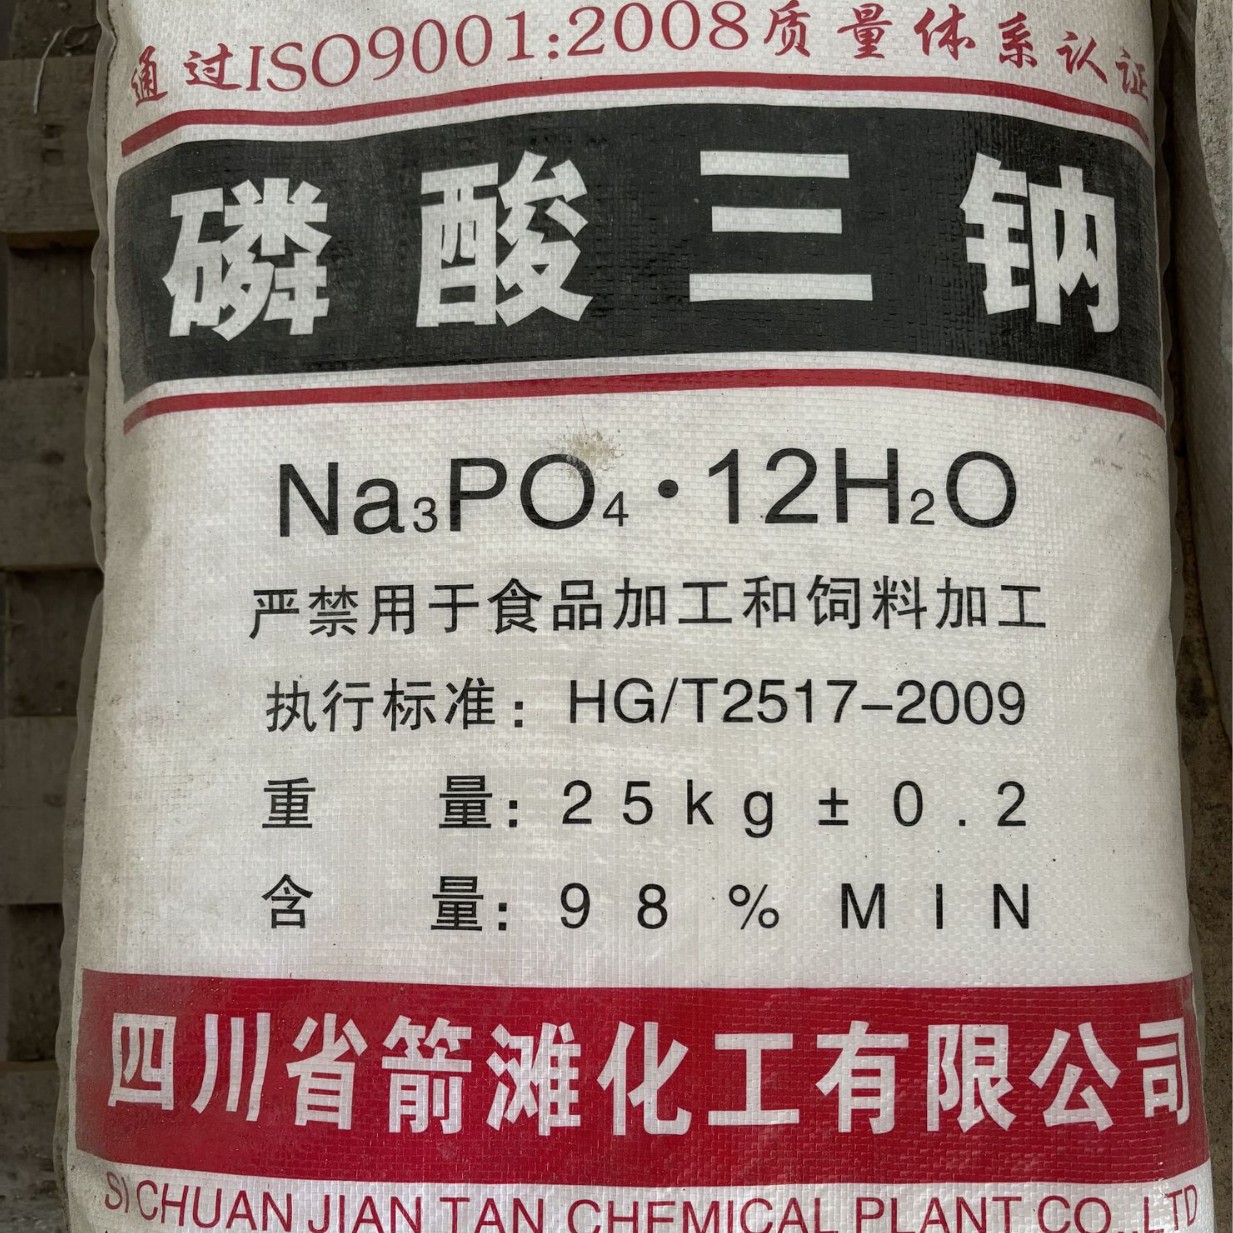 通过ISO9001:2008质量体系认证
磷酸三钠
Na₃PO₄·12H₂O
严禁用于食品加工和饲料加工
执行标准：HG/T2517-2009
重量：25kg±0.2
含量：98%MIN
四川省箭滩化工有限公司
SI CHUAN JIAN TAN CHEMICAL PLANT CO., LTD